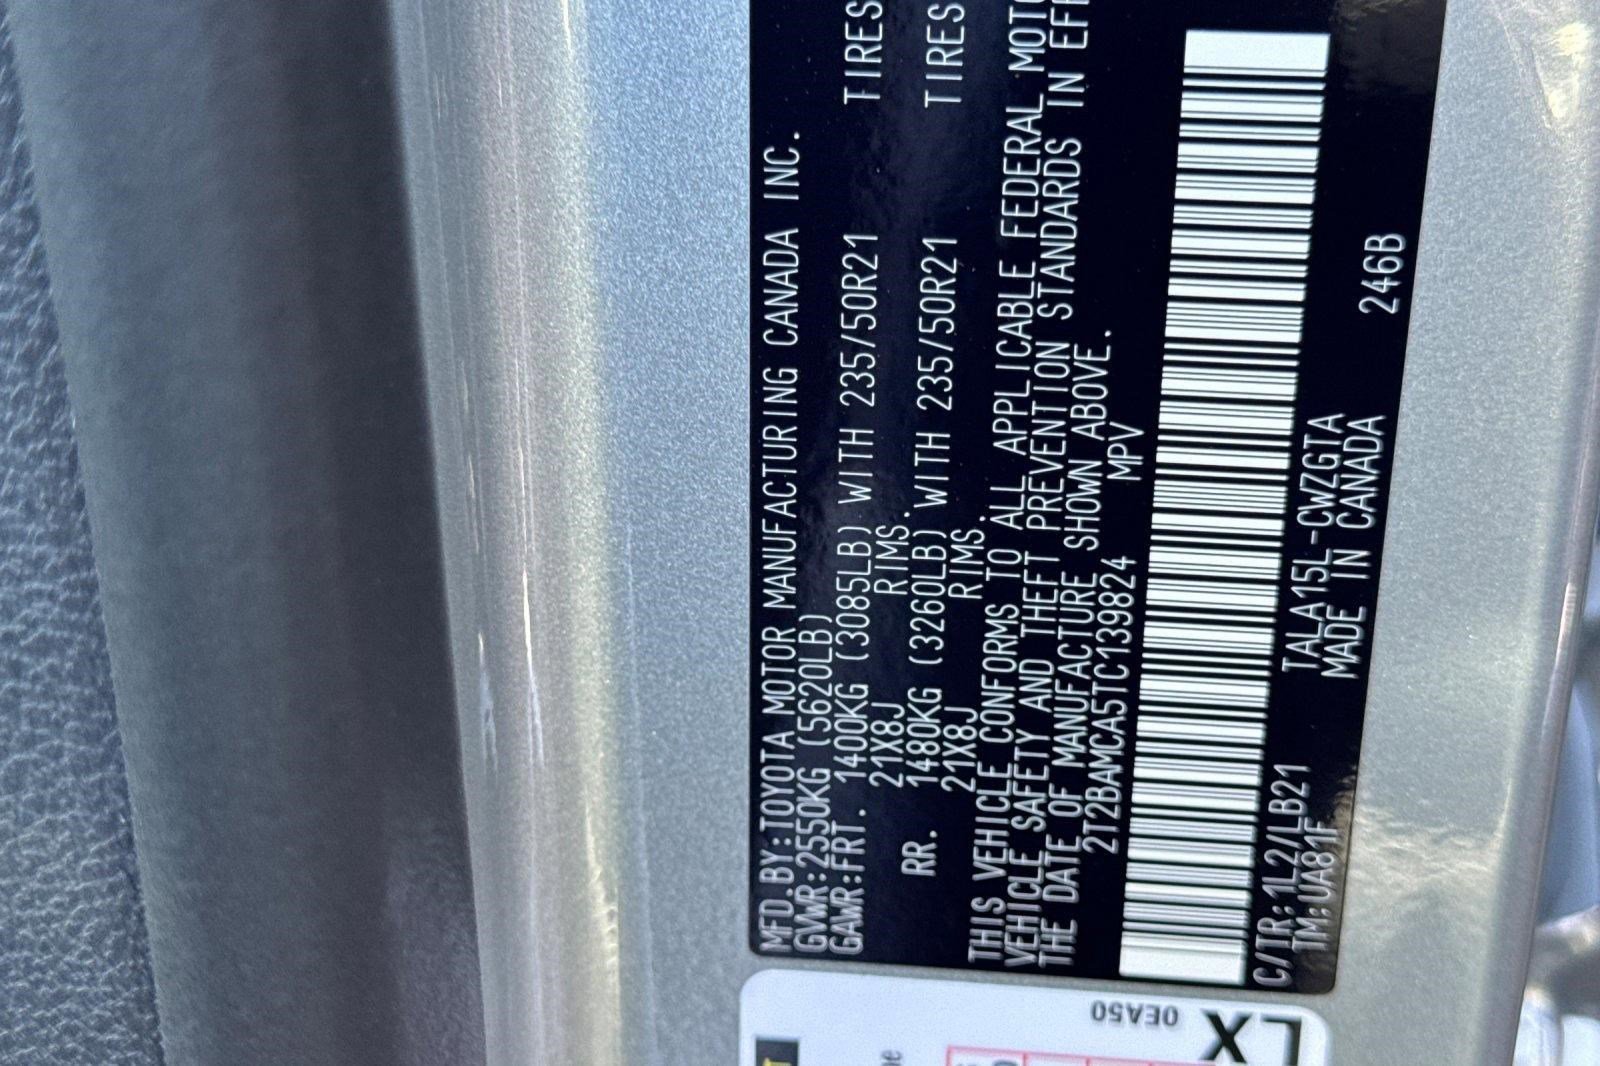 MFD.BY:TOYOTA MOTOR MANUFACTURING CANADA INC.
GVWR:2550KG (5620LB)
GAWR:FRT. 1400KG (3085LB) WITH 235/50R21 TIRES
21X8J RIMS.
RR. 1480KG (3260LB) WITH 235/50R21 TIRES
21X8J RIMS.
THIS VEHICLE CONFORMS TO ALL APPLICABLE FEDERAL
VEHICLE SAFETY AND THEFT PREVENTION STANDARDS IN
THE DATE OF MANUFACTURE SHOWN ABOVE.
2T2BAMCA5TC139824 MPV
C/TR:1L2/LB21 TALA15L-CWZGTA
TM:UA81F MADE IN CANADA
246B
0EA50